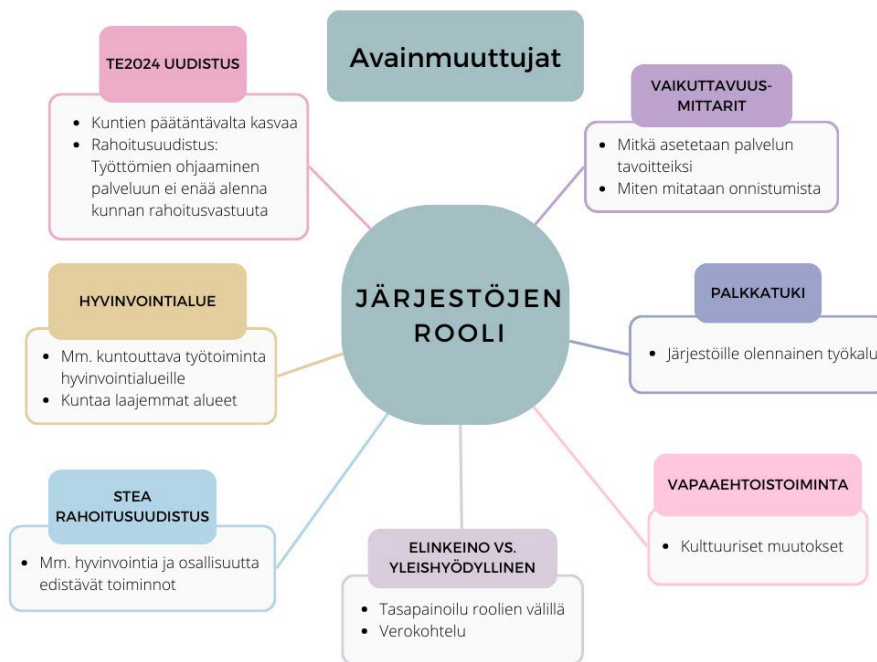 Avainmuuttujat
TE2024 UUDISTUS
• Kuntien päätäntävalta kasvaa
• Rahoitusuudistus:
Työttömien ohjaaminen
palveluun ei enää alenna
kunnan rahoitusvastuuta
VAIKUTTAVUUS-
MITTARIT
• Mitkä asetetaan palvelun
tavoitteiksi
• Miten mitataan onnistumista
JÄRJESTÖJEN
ROOLI
HYVINVOINTIALUE
• Mm. kuntouttava työtoiminta
hyvinvointialueille
• Kuntaa laajemmat alueet
PALKKATUKI
• Järjestöille olennainen työkalu
STEA
RAHOITUSUUDISTUS
• Mm. hyvinvointia ja osallisuutta
edistävät toiminnot
ELINKEINO VS.
YLEISHYÖDYLLINEN
• Tasapainoilu roolien välillä
• Verokohtelu
VAPAAEHTOISTOIMINTA
• Kulttuuriset muutokset